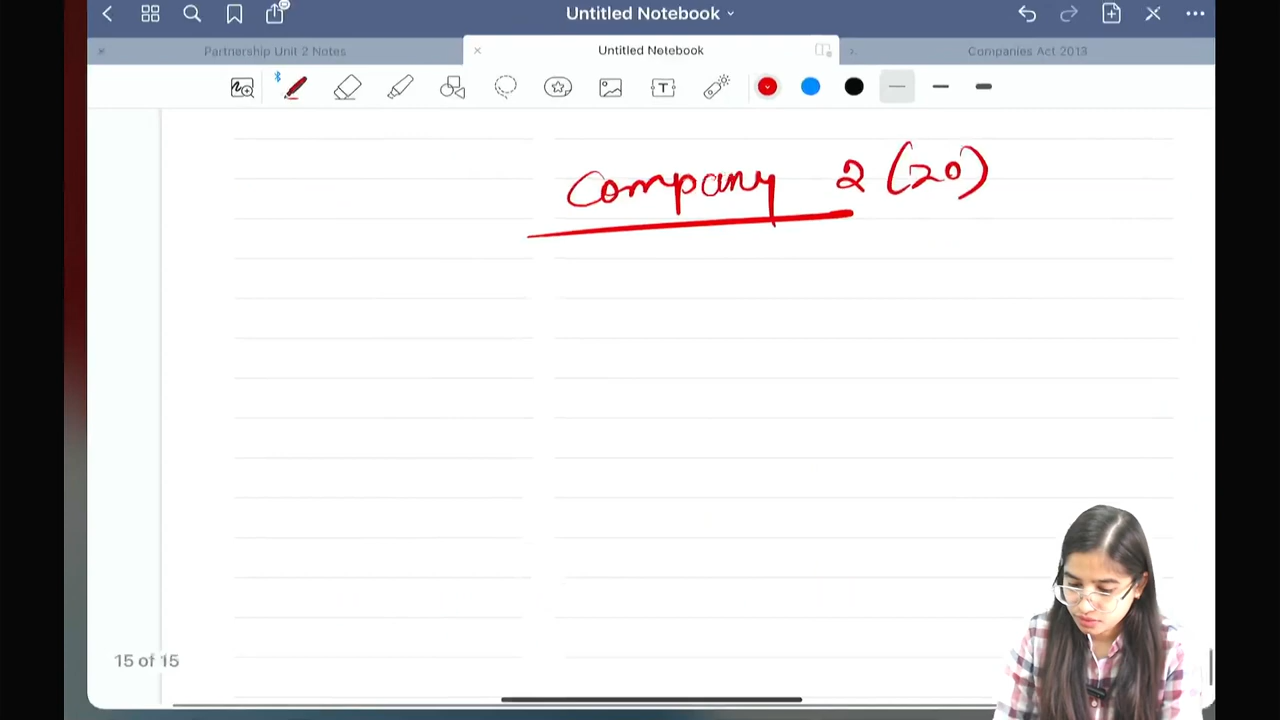 Untitled Notebook
Partnership Unit 2 Notes
Untitled Notebook
Companies Act 2013
T
Company 2 (20)
15 of 15